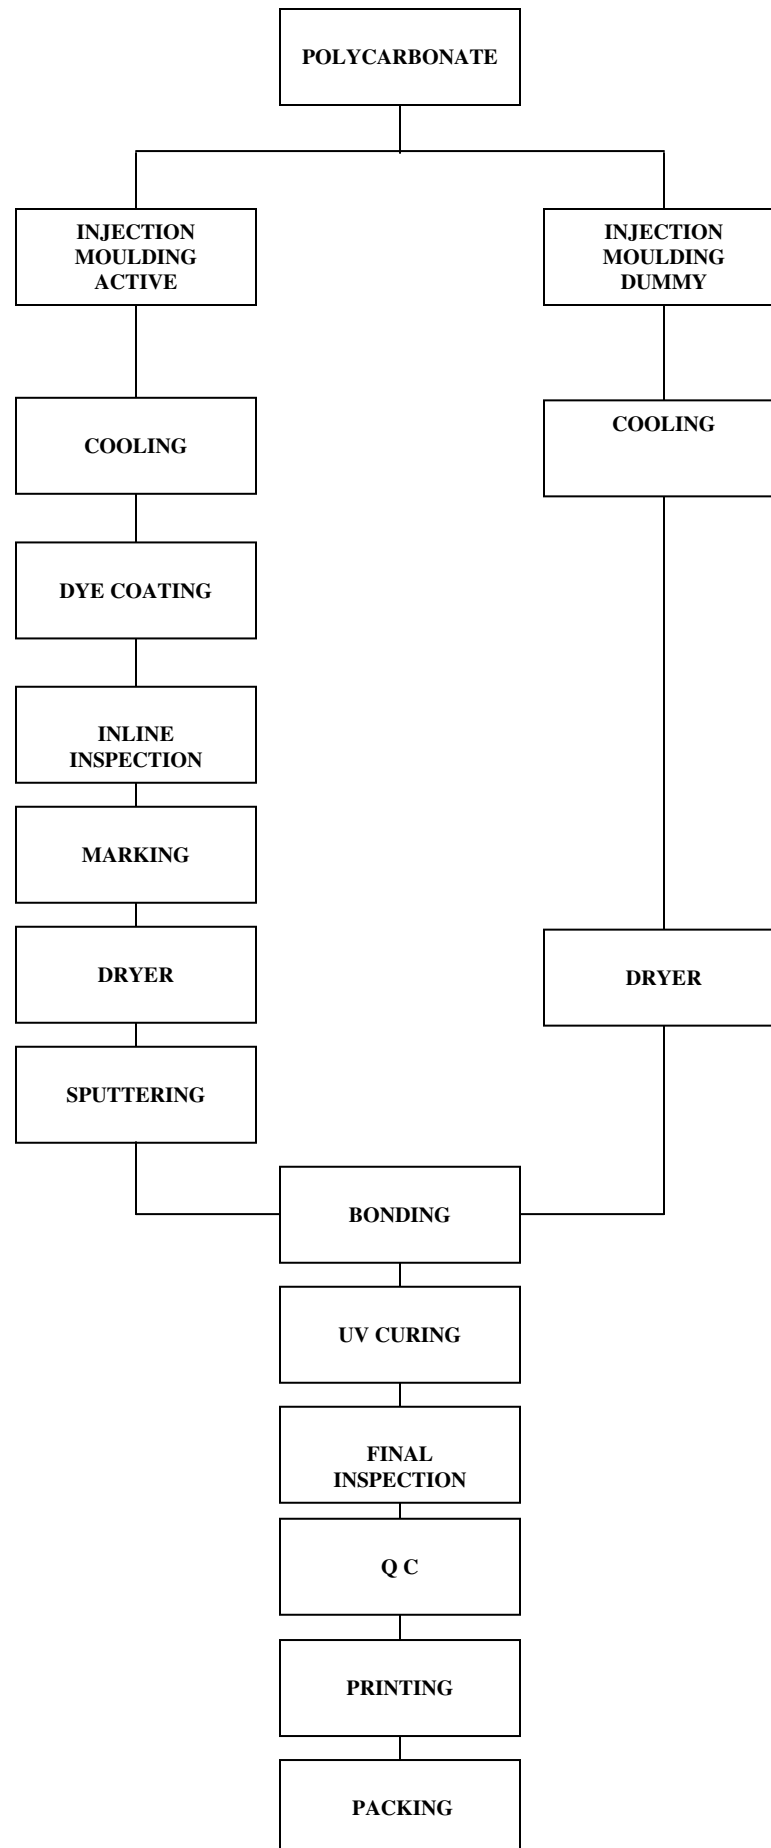 POLYCARBONATE
INJECTION
MOULDING
ACTIVE
INJECTION
MOULDING
DUMMY
COOLING
COOLING
DYE COATING
INLINE
INSPECTION
MARKING
DRYER
DRYER
SPUTTERING
BONDING
UV CURING
FINAL
INSPECTION
Q C
PRINTING
PACKING